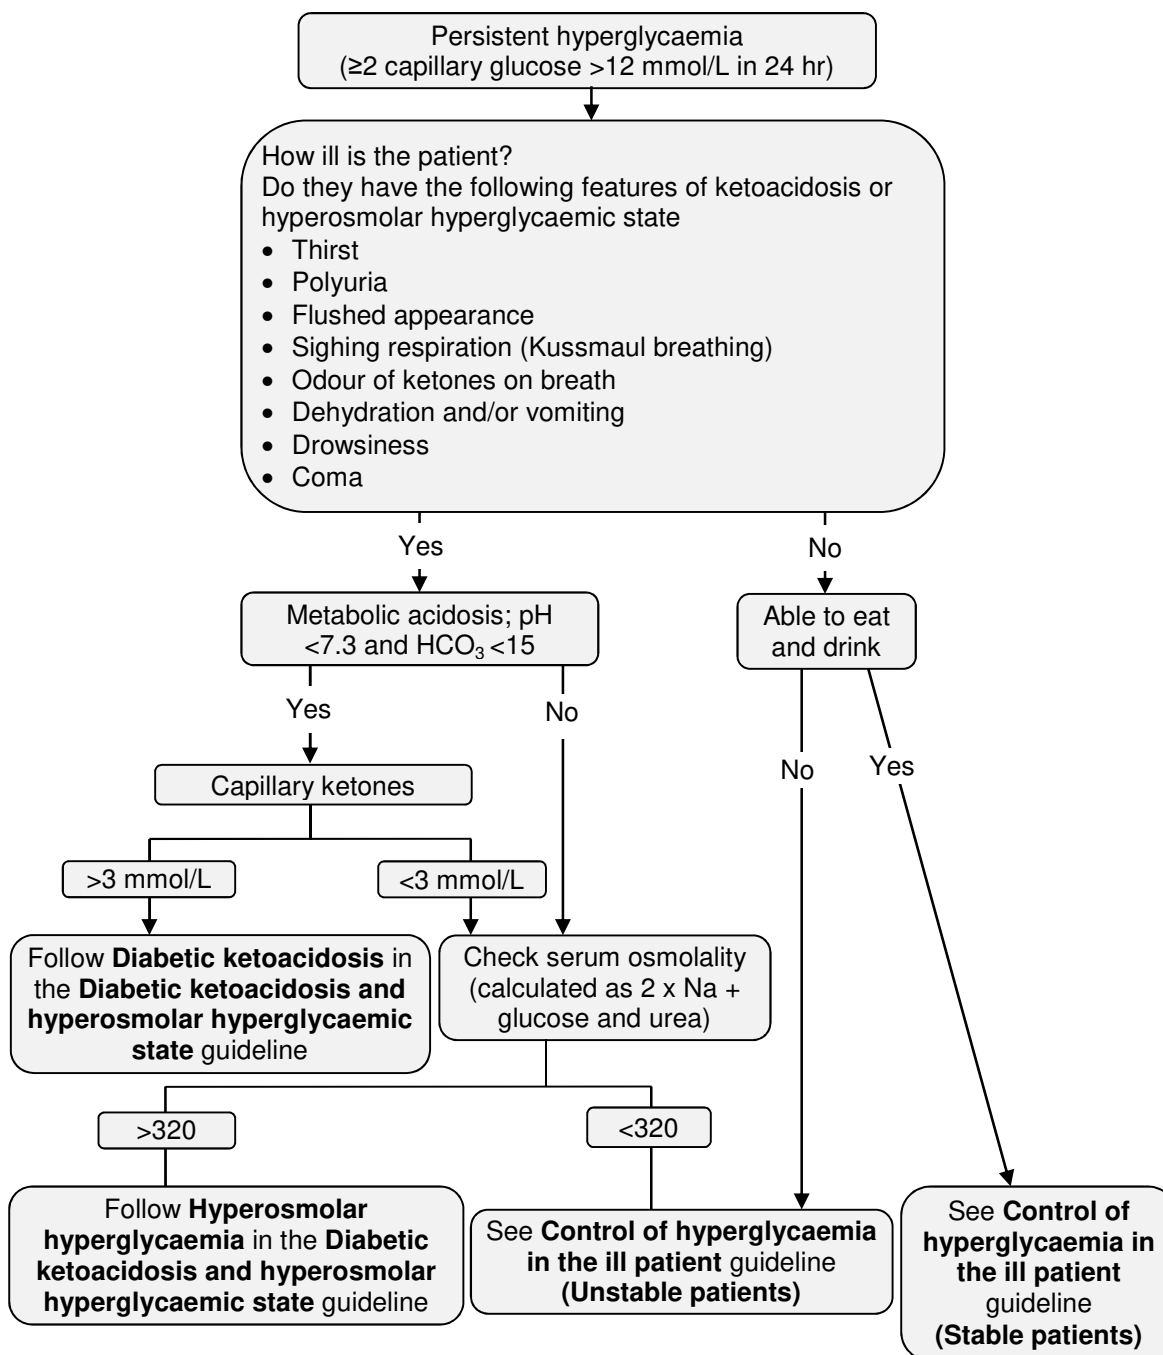 Persistent hyperglycaemia
(≥2 capillary glucose >12 mmol/L in 24 hr)
How ill is the patient?
Do they have the following features of ketoacidosis or
hyperosmolar hyperglycaemic state
• Thirst
• Polyuria
• Flushed appearance
• Sighing respiration (Kussmaul breathing)
• Odour of ketones on breath
• Dehydration and/or vomiting
• Drowsiness
• Coma
Yes
No
Metabolic acidosis; pH
<7.3 and HCO₃ <15
Able to eat
and drink
Yes
No
No
Yes
Capillary ketones
>3 mmol/L
<3 mmol/L
Follow Diabetic ketoacidosis in
the Diabetic ketoacidosis and
hyperosmolar hyperglycaemic
state guideline
Check serum osmolality
(calculated as 2 x Na +
glucose and urea)
>320
<320
Follow Hyperosmolar
hyperglycaemia in the Diabetic
ketoacidosis and hyperosmolar
hyperglycaemic state guideline
See Control of hyperglycaemia
in the ill patient guideline
(Unstable patients)
See Control of
hyperglycaemia in
the ill patient
guideline
(Stable patients)